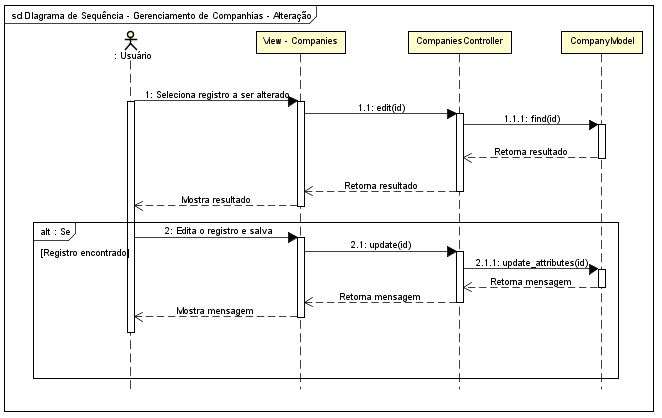 sd DIagrama de Sequência - Gerenciamento de Companhias - Alteração
: Usuário
View - Companies
CompaniesController
CompanyModel
1: Seleciona registro a ser alterado
1.1: edit(id)
1.1.1: find(id)
Retorna resultado
Retorna resultado
Mostra resultado
alt : Se
2: Edita o registro e salva
[Registro encontrado]
2.1: update(id)
2.1.1: update_attributes(id)
Retorna mensagem
Retorna mensagem
Mostra mensagem